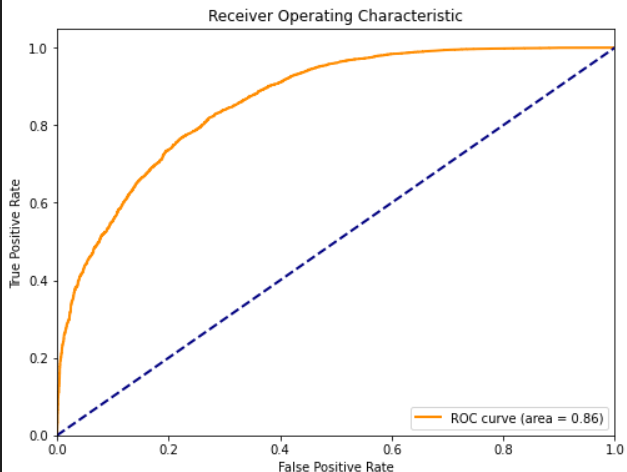 Receiver Operating Characteristic
1.0
0.8
0.6
0.4
0.2
0.0
True Positive Rate
ROC curve (area = 0.86)
0.0 0.2 0.4 0.6 0.8 1.0
False Positive Rate